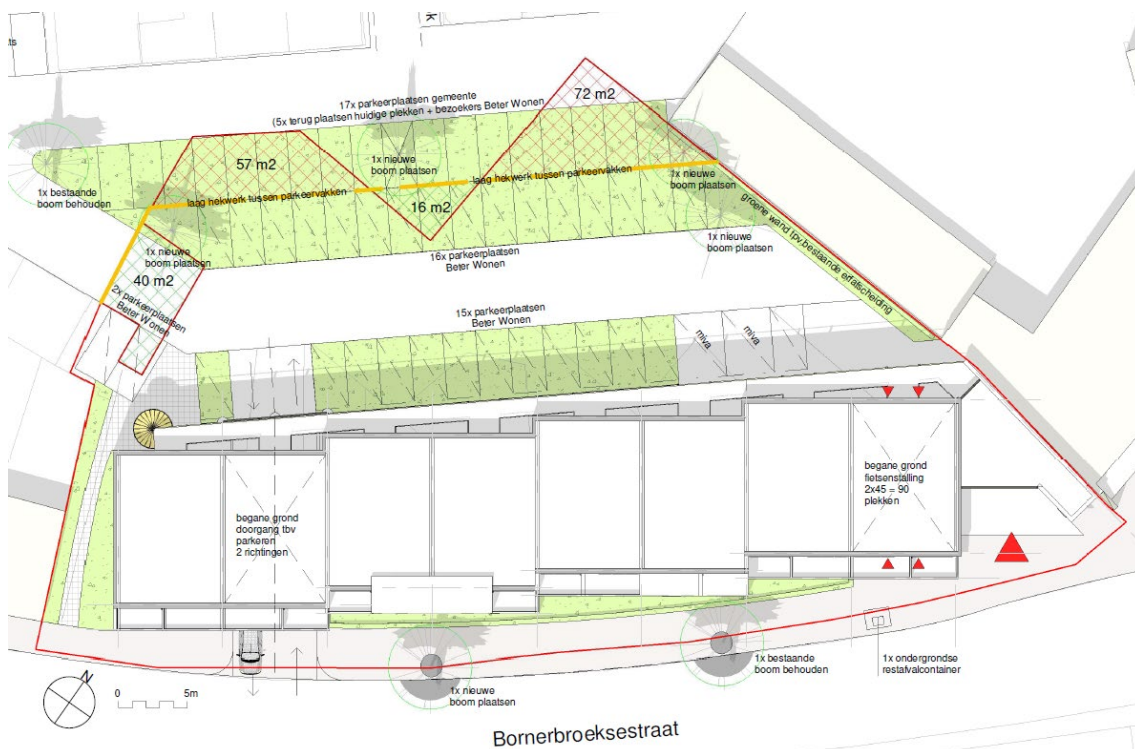 ts
k
17x parkeerplaatsen gemeente
(5x terug plaatsen huidige plekken + bezoekers Beter Wonen
72 m2
57 m2
1x nieuwe
boom plaatsen
1x bestaande
boom behouden
laag hekwerk tussen parkeervakken
laag hekwerk tussen parkeervakken
1x nieuwe
boom plaatsen
16 m2
groene wand tpv.bestaande erfafscheiding
1x nieuwe
boom plaatsen
1x nieuwe
boom plaatsen
40 m2
2x parkeerplaatsen
Beter Wonen
16x parkeerplaatsen
Beter Wonen
15x parkeerplaatsen
Beter Wonen
miva
miva
begane grond
fietsenstalling
2x45 = 90
plekken
begane grond
doorgang tbv
parkeren
2 richtingen
1x bestaande
boom behouden
1x ondergrondse
restafvalcontainer
1x nieuwe
boom plaatsen
N
0 5m
Bornerbroeksestraat